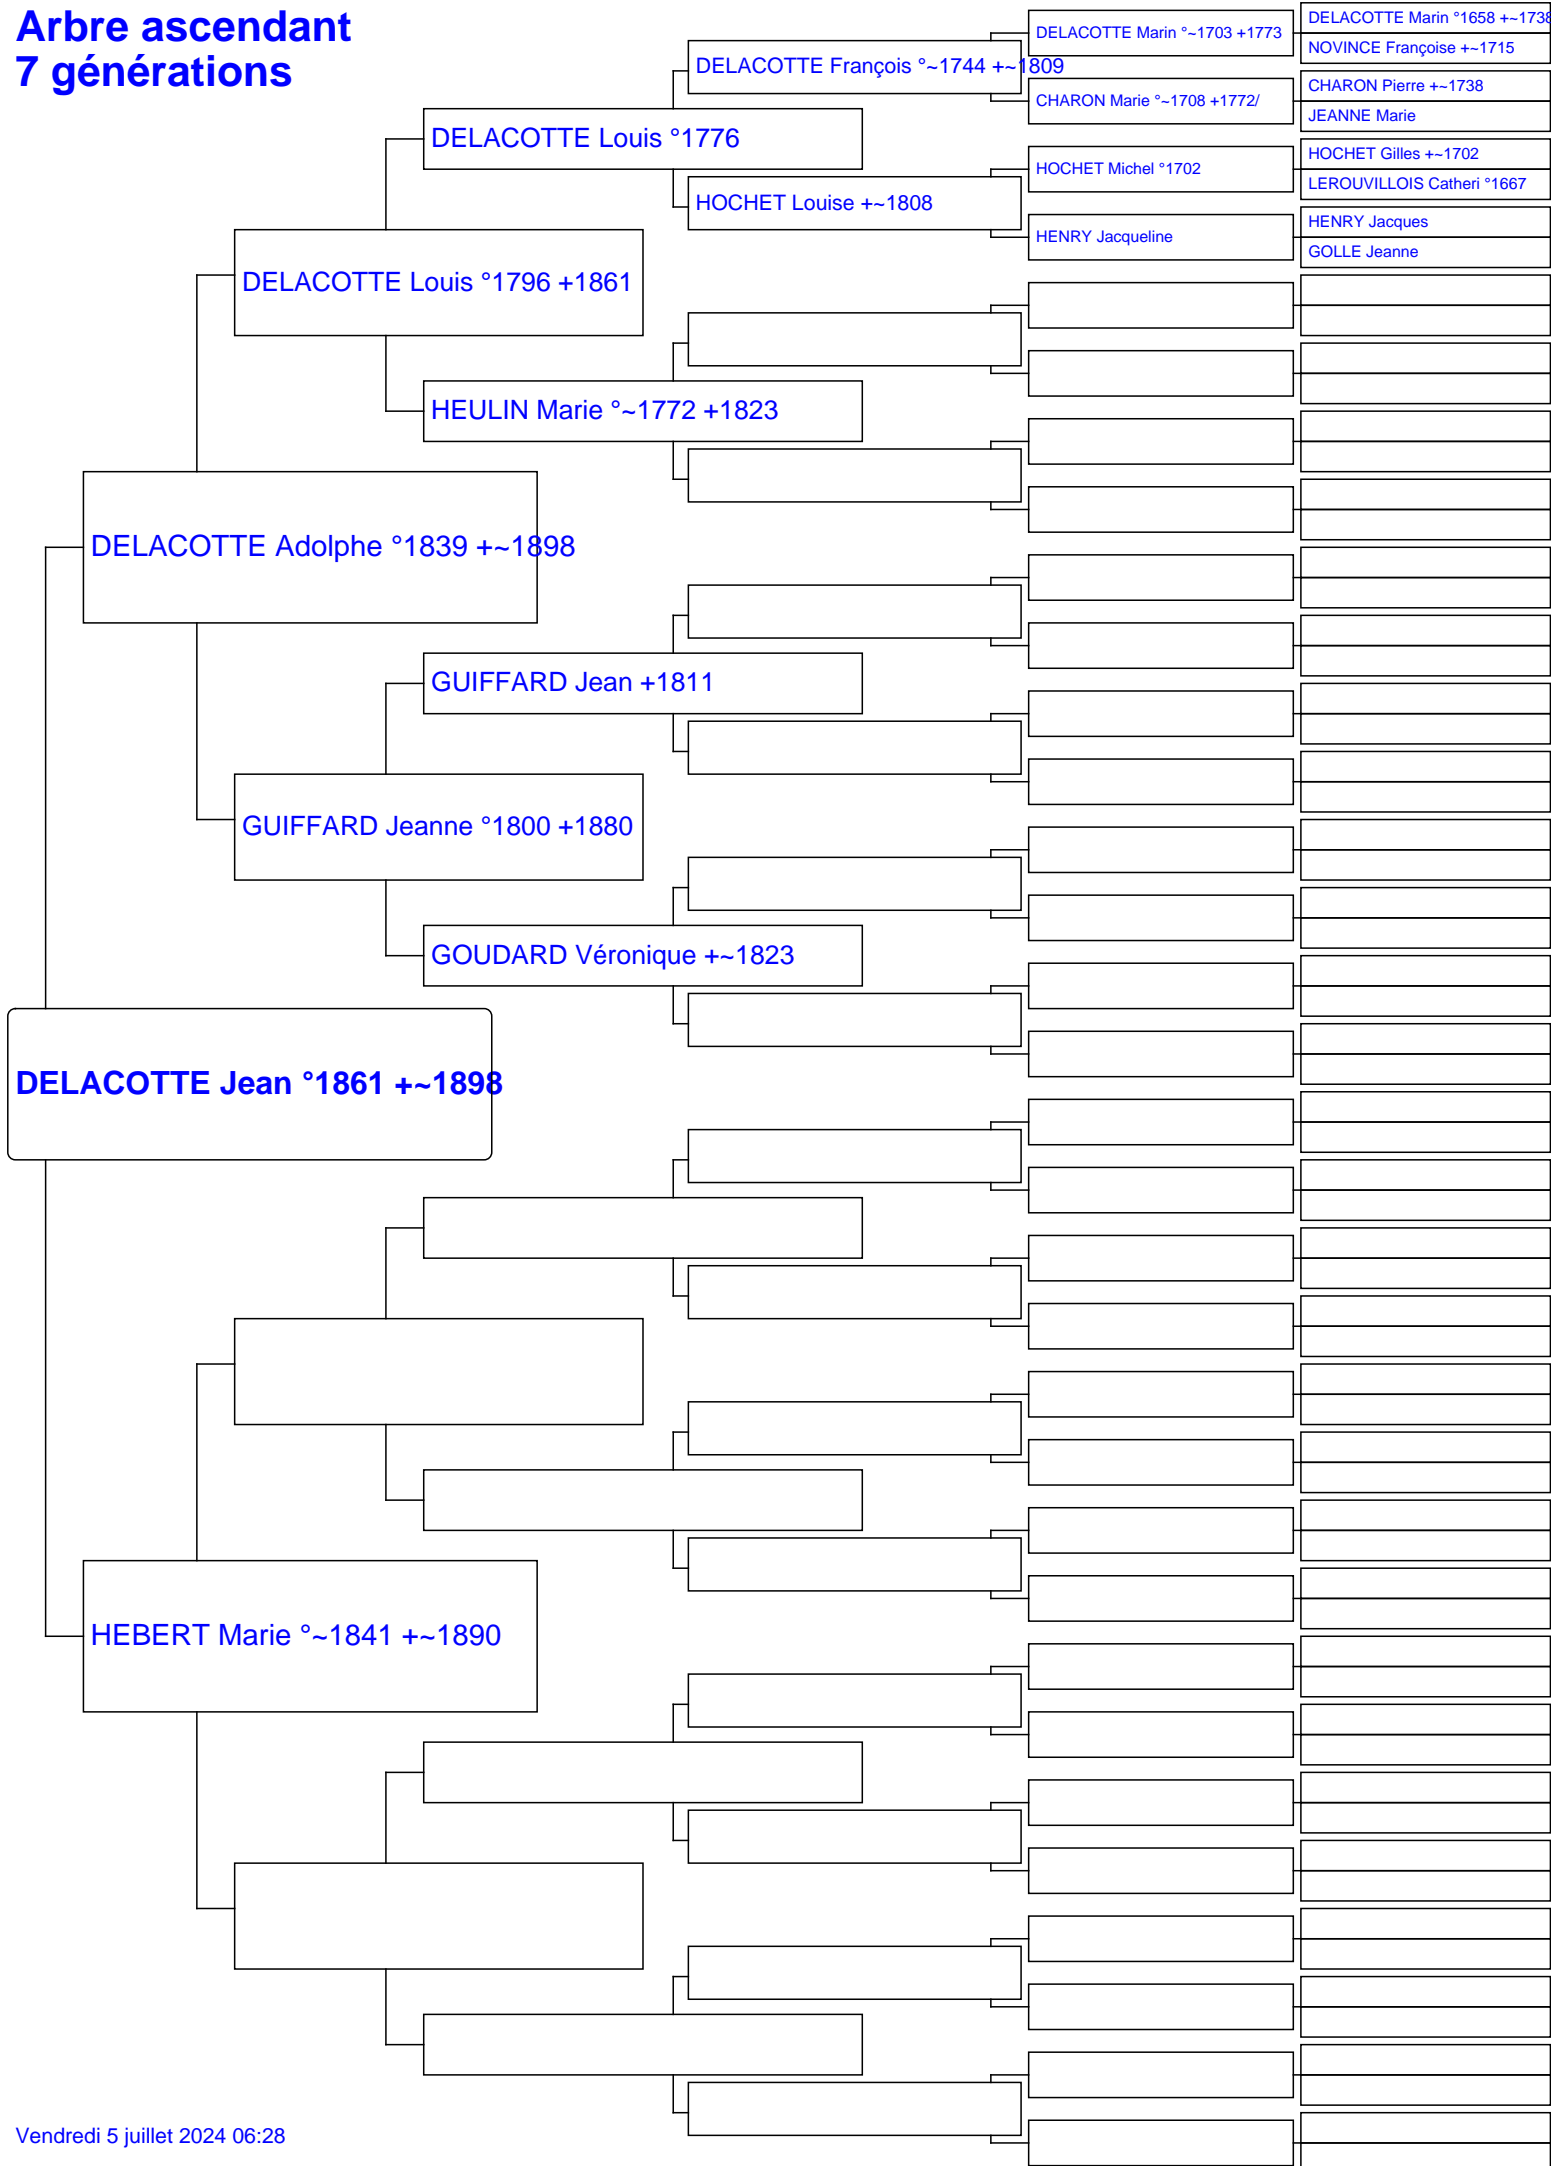 Arbre ascendant
7 générations
DELACOTTE Marin °1658 +~1738
DELACOTTE Marin °~1703 +1773
NOVINCE Françoise +~1715
DELACOTTE François °~1744 +~1809
CHARON Pierre +~1738
CHARON Marie °~1708 +1772/
JEANNE Marie
DELACOTTE Louis °1776
HOCHET Gilles +~1702
HOCHET Michel °1702
LEROUVILLOIS Catheri °1667
HOCHET Louise +~1808
HENRY Jacques
HENRY Jacqueline
GOLLE Jeanne
DELACOTTE Louis °1796 +1861
HEULIN Marie °~1772 +1823
DELACOTTE Adolphe °1839 +~1898
GUIFFARD Jean +1811
GUIFFARD Jeanne °1800 +1880
GOUDARD Véronique +~1823
DELACOTTE Jean °1861 +~1898
HEBERT Marie °~1841 +~1890
Vendredi 5 juillet 2024 06:28